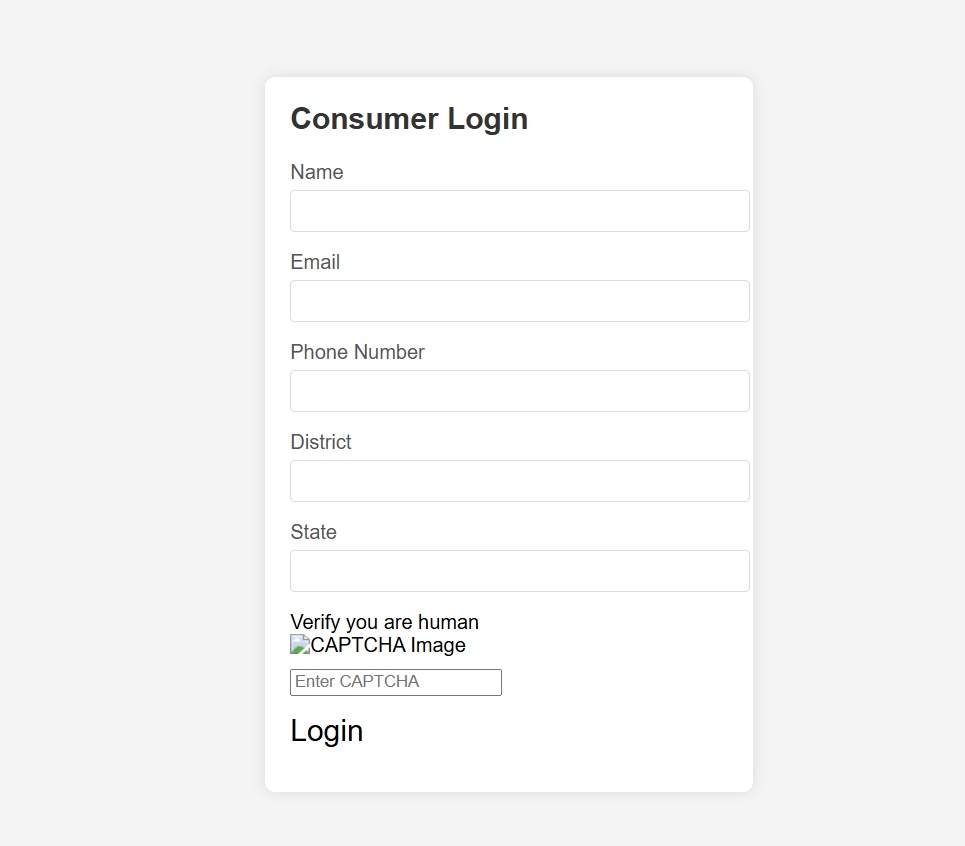 Consumer Login
Name
Email
Phone Number
District
State
Verify you are human
CAPTCHA Image
Enter CAPTCHA
Login